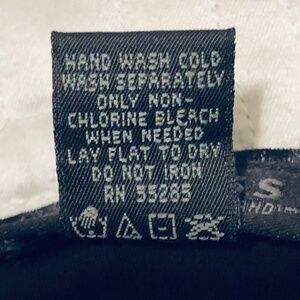 HAND WASH COLD
WASH SEPARATELY
ONLY NON-
CHLORINE BLEACH
WHEN NEEDED
LAY FLAT TO DRY
DO NOT IRON
RN 55285
S